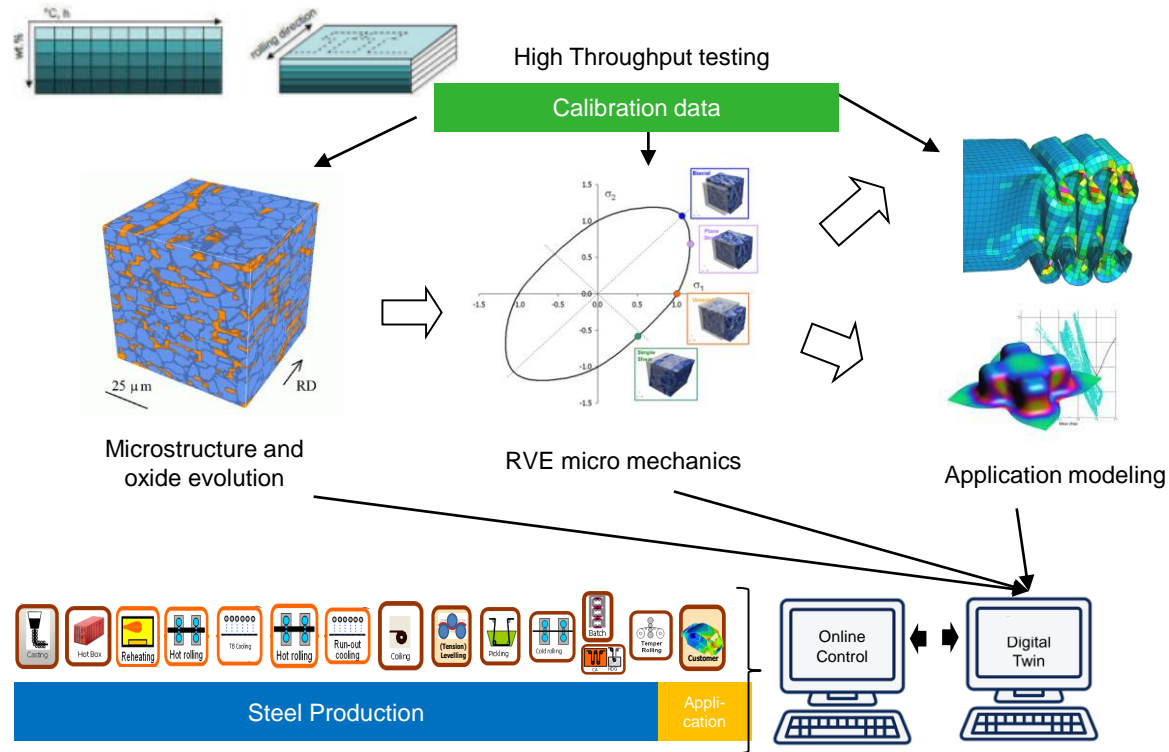 °C, h
wt.%
rolling direction
High Throughput testing
Calibration data
25 μm
RD
σ2
1.5
1.0
0.5
0.0
-0.5
-1.0
-1.5
-1.5
-1.0
-0.5
0.0
0.5
1.0
σ1
Biaxial
Plane
Simple
Shear
Microstructure and
oxide evolution
RVE micro mechanics
Application modeling
Casting
Hot Box
Reheating
Hot rolling
TB Cooling
Hot rolling
Run-out
cooling
Coiling
(Tension)
Levelling
Pickling
Cold rolling
Batch
CA
HDG
Temper
Rolling
Customer
Steel Production
Appli-
cation
Online
Control
Digital
Twin